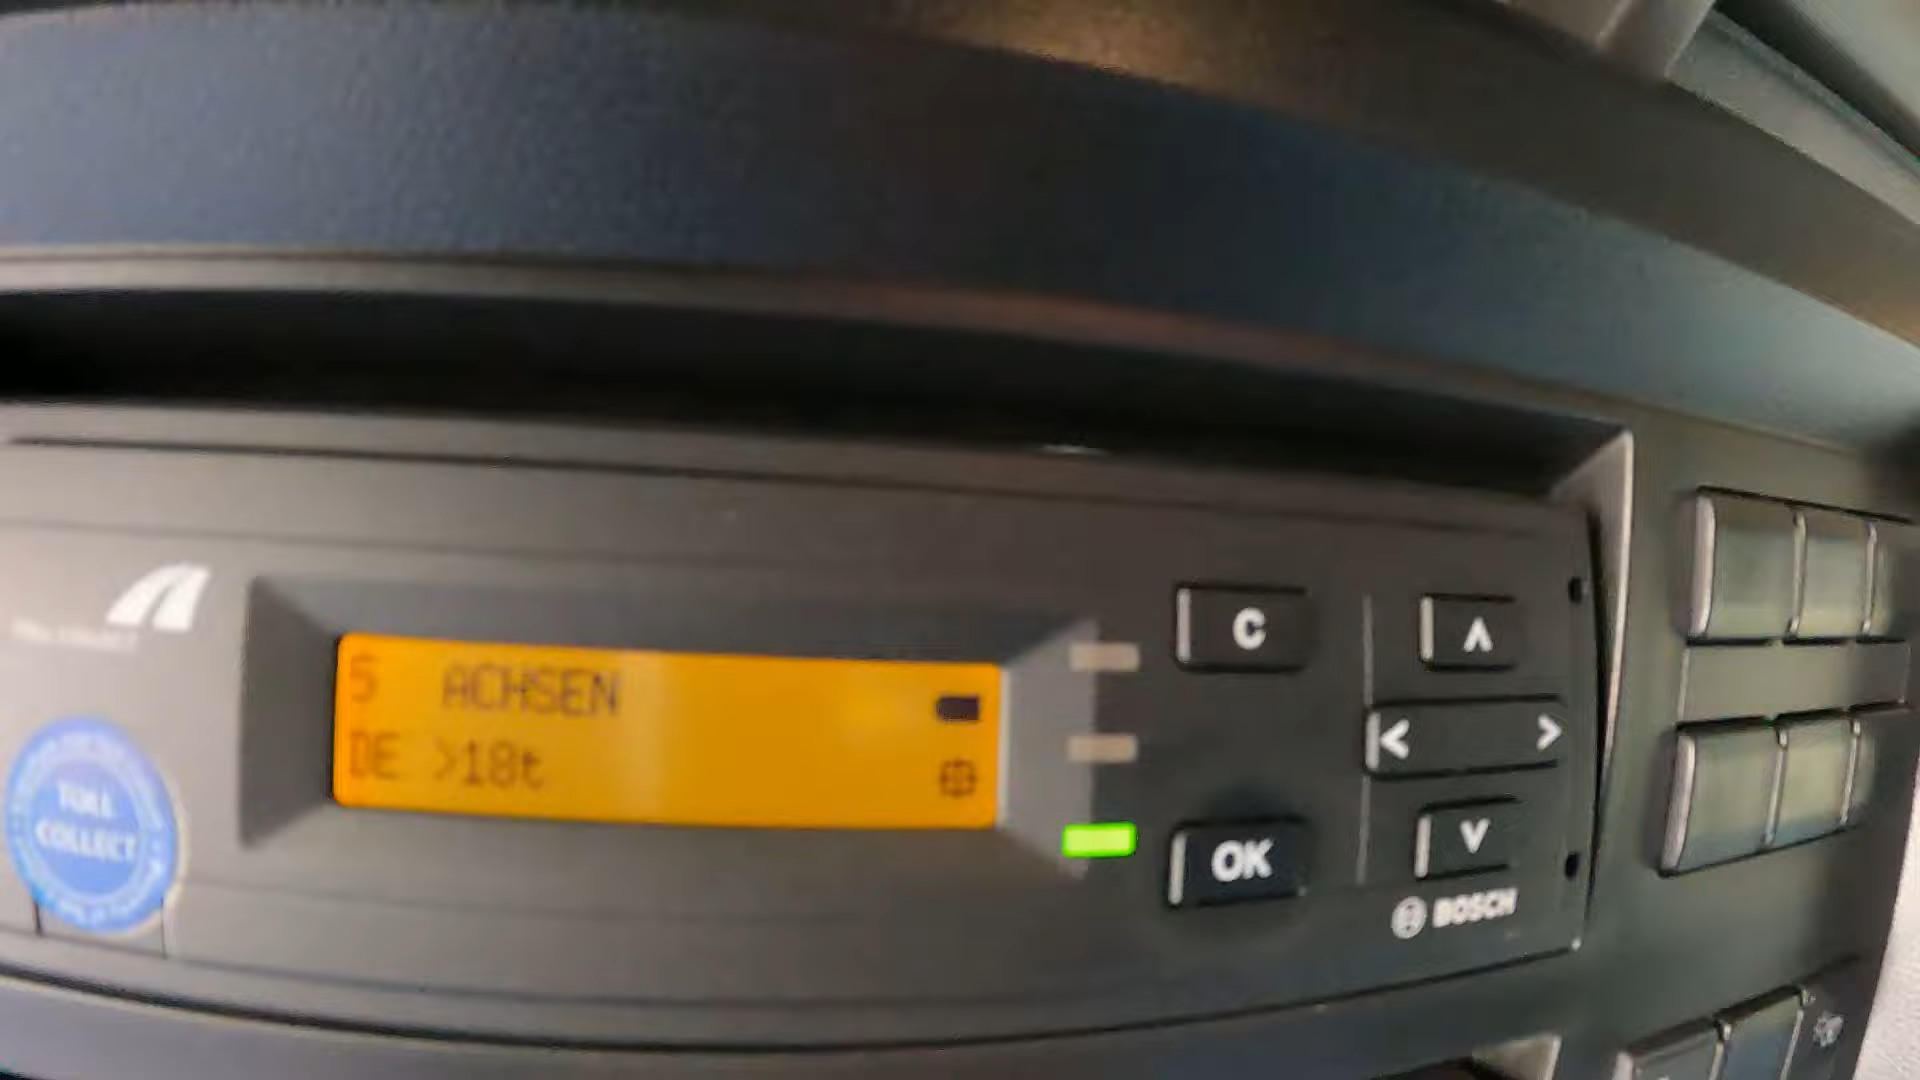 5 ACHSEN
DE >18t
C
Λ
< >
OK
V
BOSCH
TOLL
COLLECT